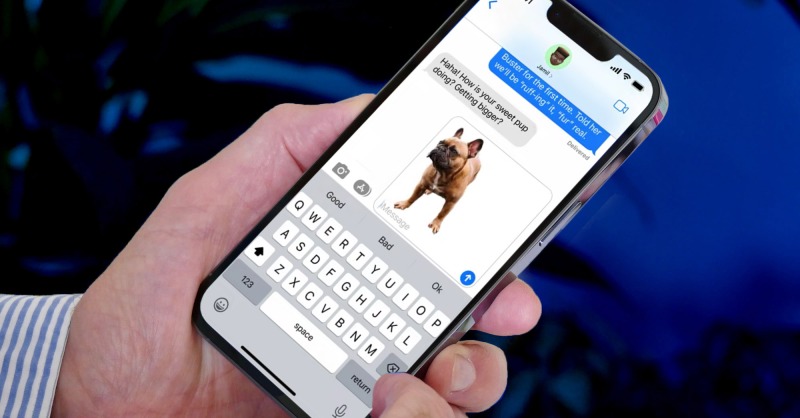 Jamil
Buster for the first time. Told her
we'll be "ruff-ing" it, "fur" real.
Delivered
Haha! How is your sweet pup
doing? Getting bigger?
iMessage
Good
Bad
Ok
Q W E R T Y U I O P
A S D F G H J K L
Z X C V B N M
123
space
return